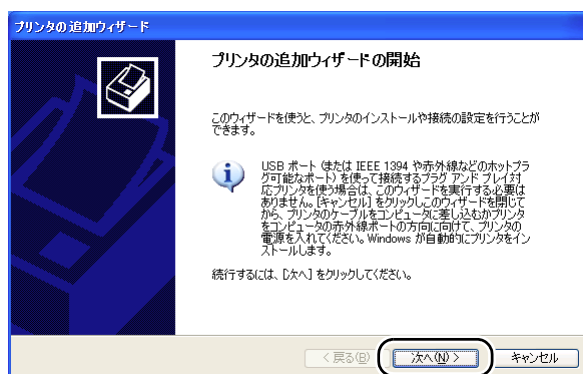 プリンタの追加ウィザード
プリンタの追加ウィザードの開始
このウィザードを使うと、プリンタのインストールや接続の設定を行うことが
できます。
USB ポート (または IEEE 1394 や赤外線などのホットプラ
グ可能なポート) を使って接続するプラグ アンド プレイ対
応プリンタを使う場合は、このウィザードを実行する必要は
ありません。[キャンセル] をクリックしこのウィザードを閉じて
から、プリンタのケーブルをコンピュータに差し込むかプリンタ
をコンピュータの赤外線ポートの方向に向けて、プリンタの
電源を入れてください。Windows が自動的にプリンタをイン
ストールします。
続行するには、[次へ] をクリックしてください。
< 戻る(B)
次へ(N) >
キャンセル